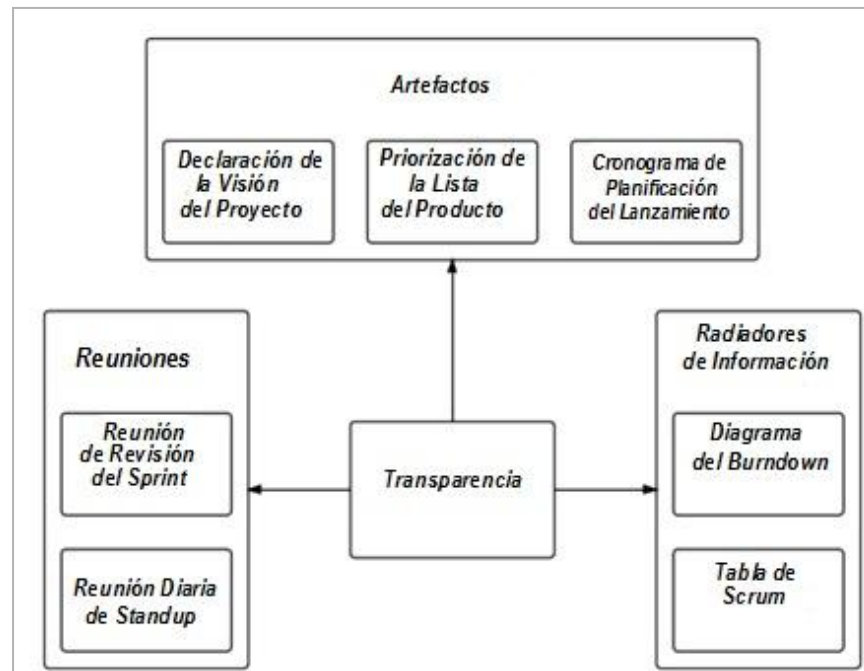 Artefactos
Declaración de
la Visión
del Proyecto
Priorización de
la Lista
del Producto
Cronograma de
Planificación
del Lanzamiento
Reuniones
Reunión
de Revisión
del Sprint
Reunión Diaria
de Standup
Transparencia
Radiadores
de Información
Diagrama
del Burndown
Tabla de
Scrum